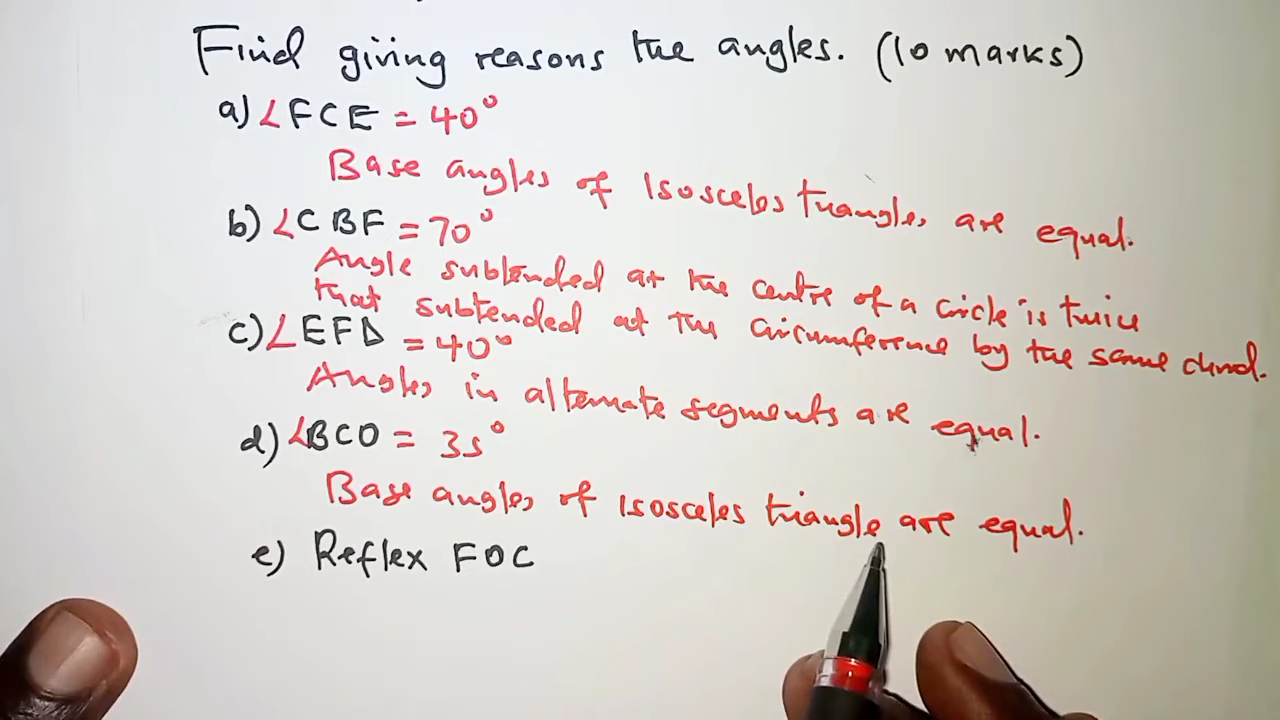 Find giving reasons the angles. (10 marks)
a) ∠FCE = 40°
Base angles of Isosceles triangles are equal.
b) ∠CBF = 70°
Angle subtended at the centre of a circle is twice
that subtended at the circumference by the same chord.
c) ∠EFD = 40°
Angles in alternate segments are equal.
d) ∠BCO = 35°
Base angles of isosceles triangle are equal.
e) Reflex FOC